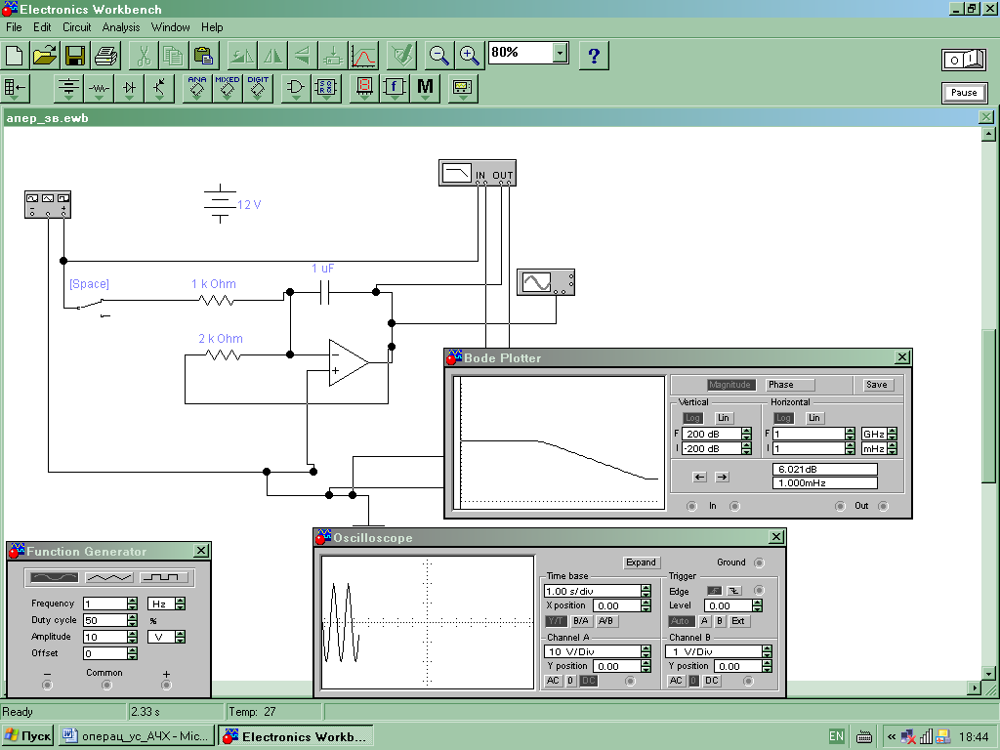 Electronics Workbench
File Edit Circuit Analysis Window Help
80%
?
O I
ANA MIXED DIGIT
f M
Pause
апер_зв.ewb
IN OUT
12 V
1 uF
[Space]
1 k Ohm
2 k Ohm
Bode Plotter
Magnitude Phase Save
Vertical Horizontal
Log Lin Log Lin
F 200 dB F 1 GHz
I -200 dB I 1 mHz
6.021dB
1.000mHz
In Out
Function Generator
Frequency 1 Hz
Duty cycle 50 %
Amplitude 10 V
Offset 0
− Common +
Oscilloscope
Expand Ground
Time base Trigger
1.00 s/div Edge
X position 0.00 Level 0.00
Y/T B/A A/B Auto A B Ext
Channel A Channel B
10 V/Div 1 V/Div
Y position 0.00 Y position 0.00
AC 0 DC AC 0 DC
Ready 2.33 s Temp: 27
Пуск операц_ус_АЧХ - Mic... Electronics Workb... EN « 18:44